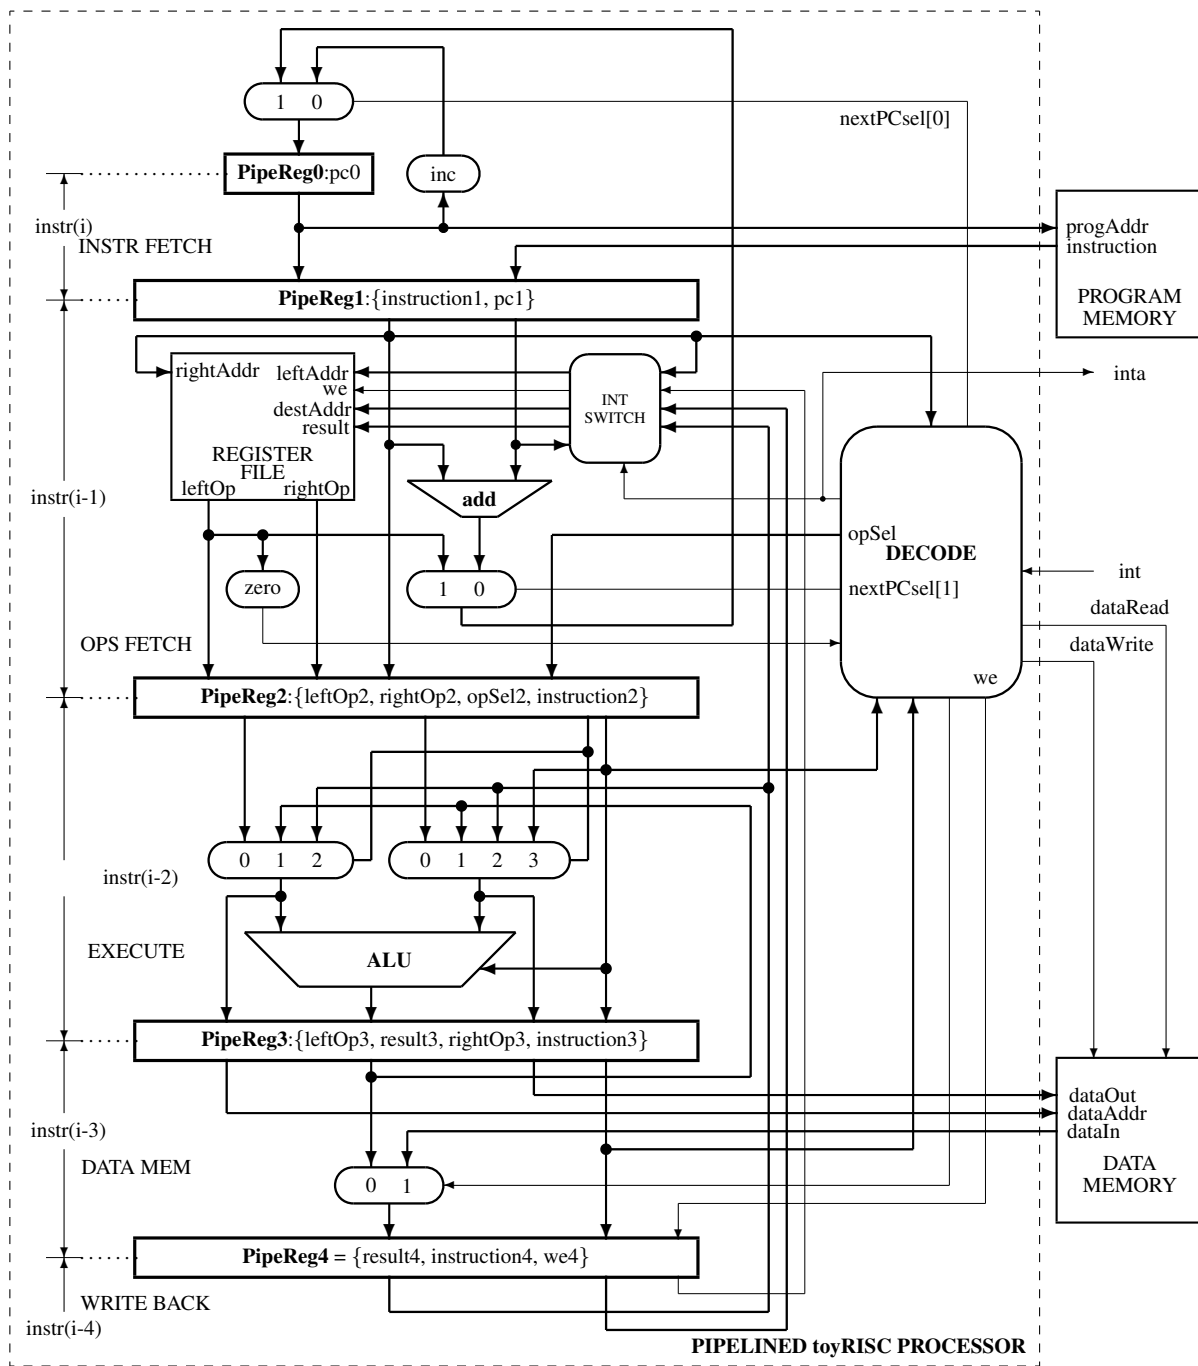 1 0
nextPCsel[0]
PipeReg0:pc0
inc
instr(i)
INSTR FETCH
progAddr
instruction
PROGRAM
MEMORY
PipeReg1:{instruction1, pc1}
rightAddr
leftAddr
we
destAddr
result
REGISTER
FILE
leftOp
rightOp
INT
SWITCH
inta
instr(i-1)
add
opSel
DECODE
zero
1 0
nextPCsel[1]
int
dataRead
dataWrite
OPS FETCH
we
PipeReg2:{leftOp2, rightOp2, opSel2, instruction2}
0 1 2
0 1 2 3
instr(i-2)
EXECUTE
ALU
PipeReg3:{leftOp3, result3, rightOp3, instruction3}
dataOut
dataAddr
dataIn
instr(i-3)
DATA MEM
DATA
MEMORY
0 1
PipeReg4 = {result4, instruction4, we4}
WRITE BACK
instr(i-4)
PIPELINED toyRISC PROCESSOR